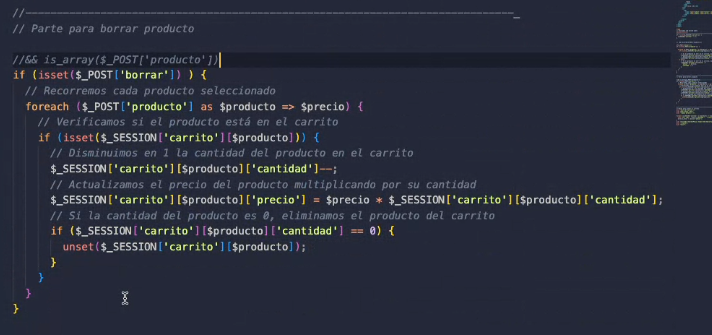 //------------------------------------------------------------------------------_
// Parte para borrar producto
//&& is_array($_POST['producto'])
if (isset($_POST['borrar']) ) {
// Recorremos cada producto seleccionado
foreach ($_POST['producto'] as $producto => $precio) {
// Verificamos si el producto está en el carrito
if (isset($_SESSION['carrito'][$producto])) {
// Disminuimos en 1 la cantidad del producto en el carrito
$_SESSION['carrito'][$producto]['cantidad']--;
// Actualizamos el precio del producto multiplicando por su cantidad
$_SESSION['carrito'][$producto]['precio'] = $precio * $_SESSION['carrito'][$producto]['cantidad'];
// Si la cantidad del producto es 0, eliminamos el producto del carrito
if ($_SESSION['carrito'][$producto]['cantidad'] == 0) {
unset($_SESSION['carrito'][$producto]);
}
}
}
}